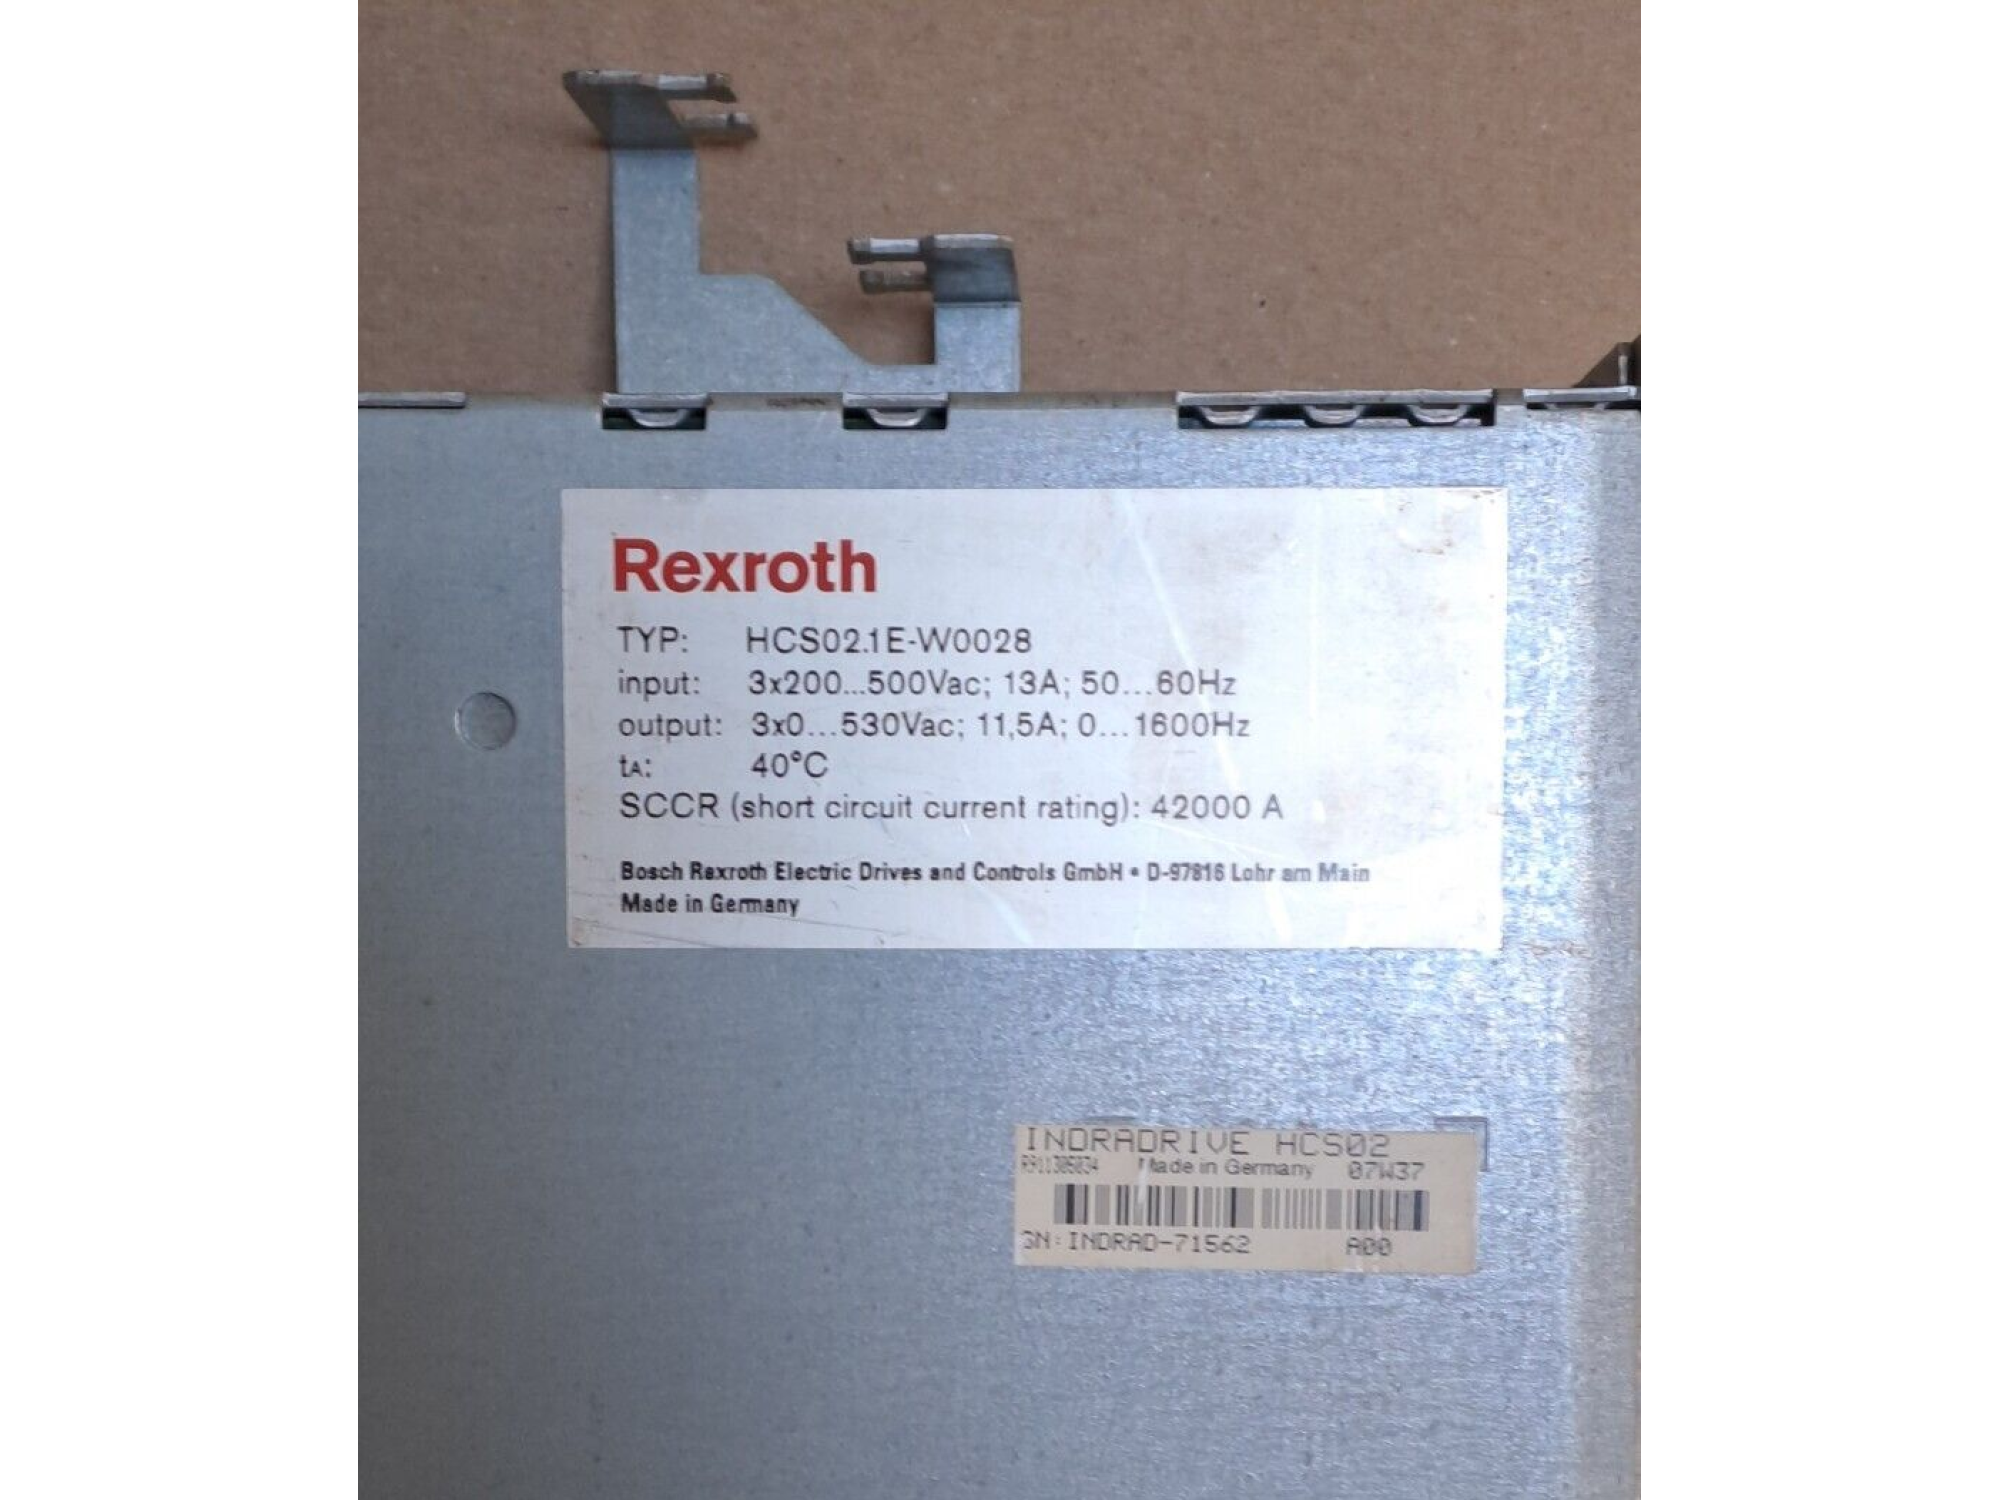 Rexroth
TYP: HCS02.1E-W0028
input: 3x200...500Vac; 13A; 50...60Hz
output: 3x0...530Vac; 11,5A; 0...1600Hz
tA: 40°C
SCCR (short circuit current rating): 42000 A
Bosch Rexroth Electric Drives and Controls GmbH • D-97816 Lohr am Main
Made in Germany
INDRADRIVE HCS02
R911306034 Made in Germany 07W37
SN: INDRAD-71562 A00